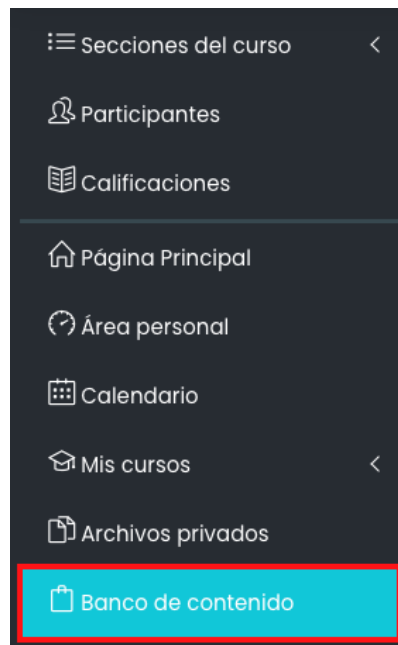 Secciones del curso
Participantes
Calificaciones
Página Principal
Área personal
Calendario
Mis cursos
Archivos privados
Banco de contenido